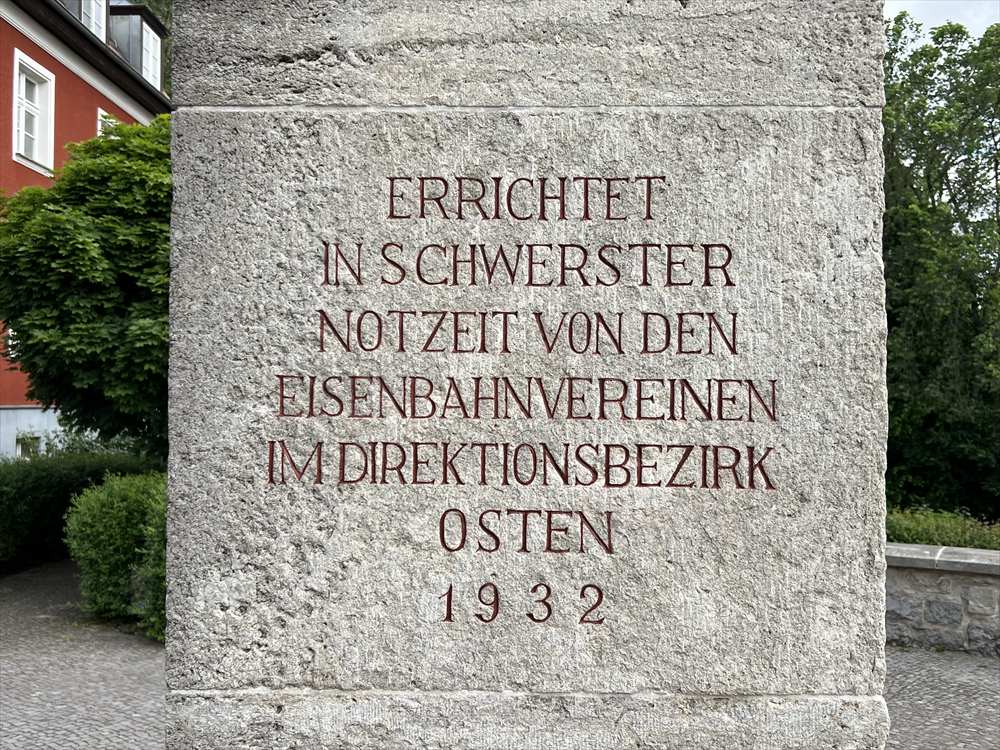 ERRICHTET
IN SCHWERSTER
NOTZEIT VON DEN
EISENBAHNVEREINEN
IM DIREKTIONSBEZIRK
OSTEN
1932